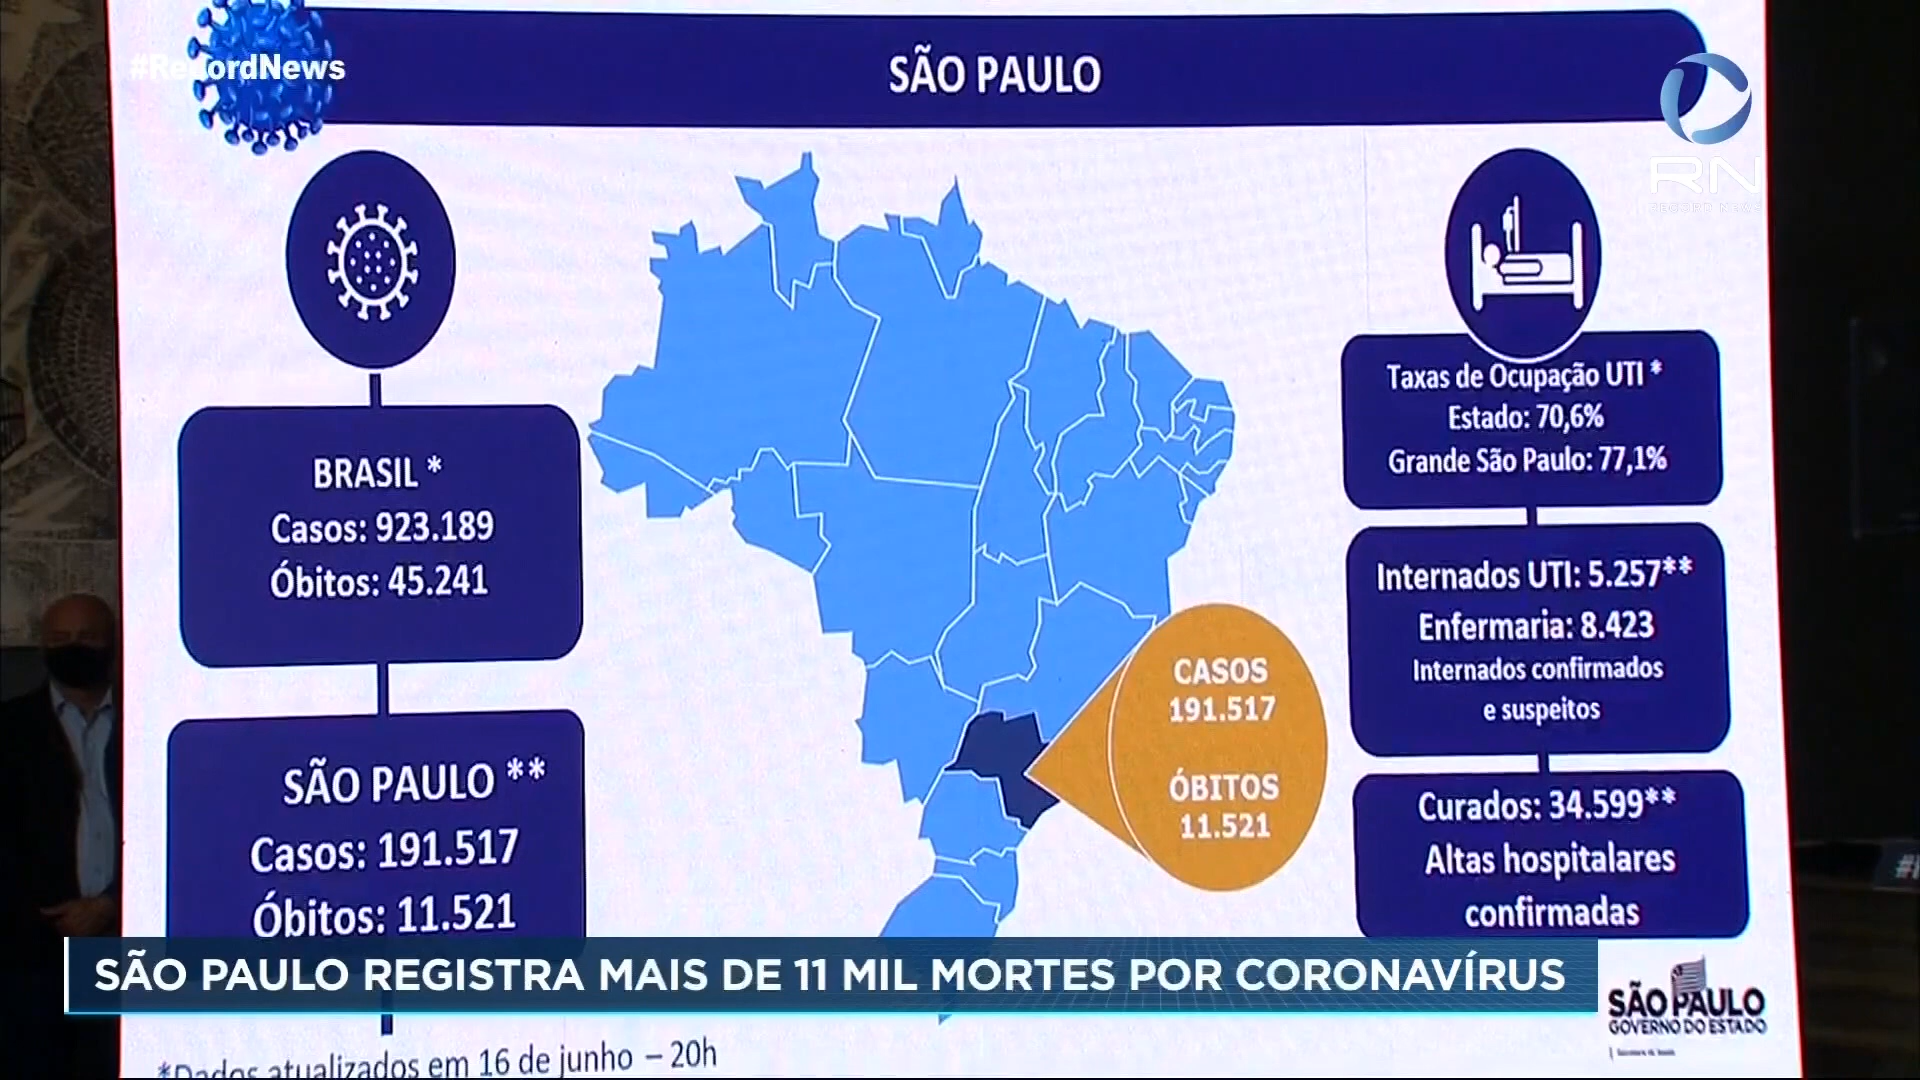 #RecordNews
SÃO PAULO
RN
RECORD NEWS
BRASIL *
Casos: 923.189
Óbitos: 45.241
SÃO PAULO **
Casos: 191.517
Óbitos: 11.521
CASOS
191.517
ÓBITOS
11.521
Taxas de Ocupação UTI *
Estado: 70,6%
Grande São Paulo: 77,1%
Internados UTI: 5.257**
Enfermaria: 8.423
Internados confirmados
e suspeitos
Curados: 34.599**
Altas hospitalares
confirmadas
SÃO PAULO REGISTRA MAIS DE 11 MIL MORTES POR CORONAVÍRUS
SÃO PAULO
GOVERNO DO ESTADO
*Dados atualizados em 16 de junho – 20h